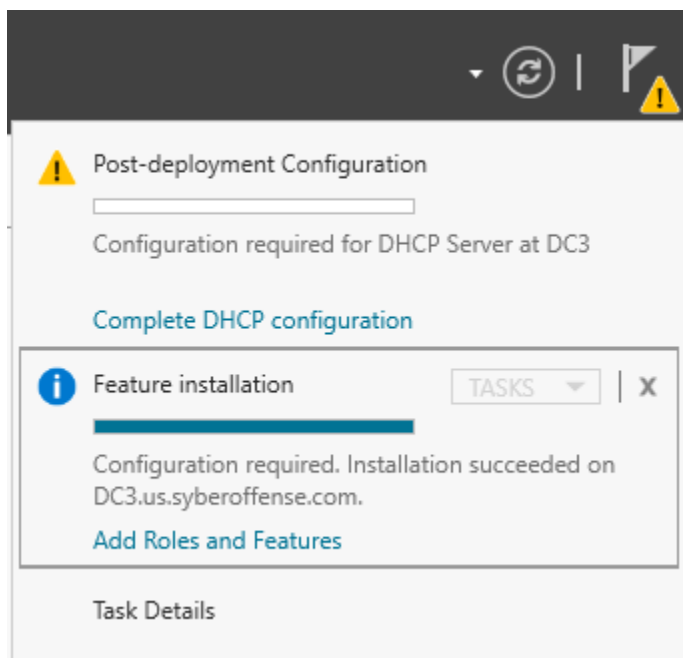 Post-deployment Configuration
Configuration required for DHCP Server at DC3
Complete DHCP configuration
Feature installation
TASKS
X
Configuration required. Installation succeeded on
DC3.us.syberoffense.com.
Add Roles and Features
Task Details